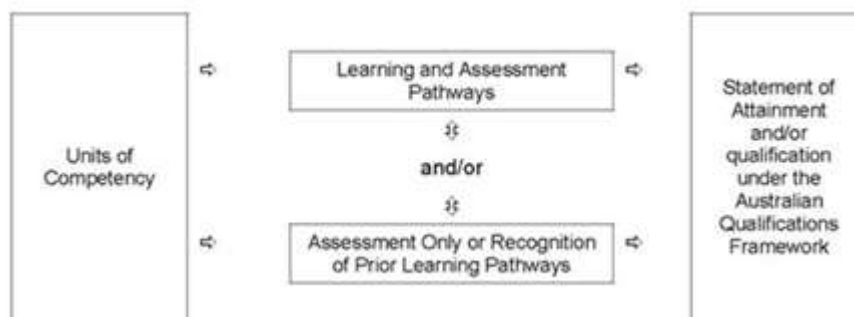 Units of
Competency
Learning and Assessment
Pathways
and/or
Assessment Only or Recognition
of Prior Learning Pathways
Statement of
Attainment
and/or
qualification
under the
Australian
Qualifications
Framework